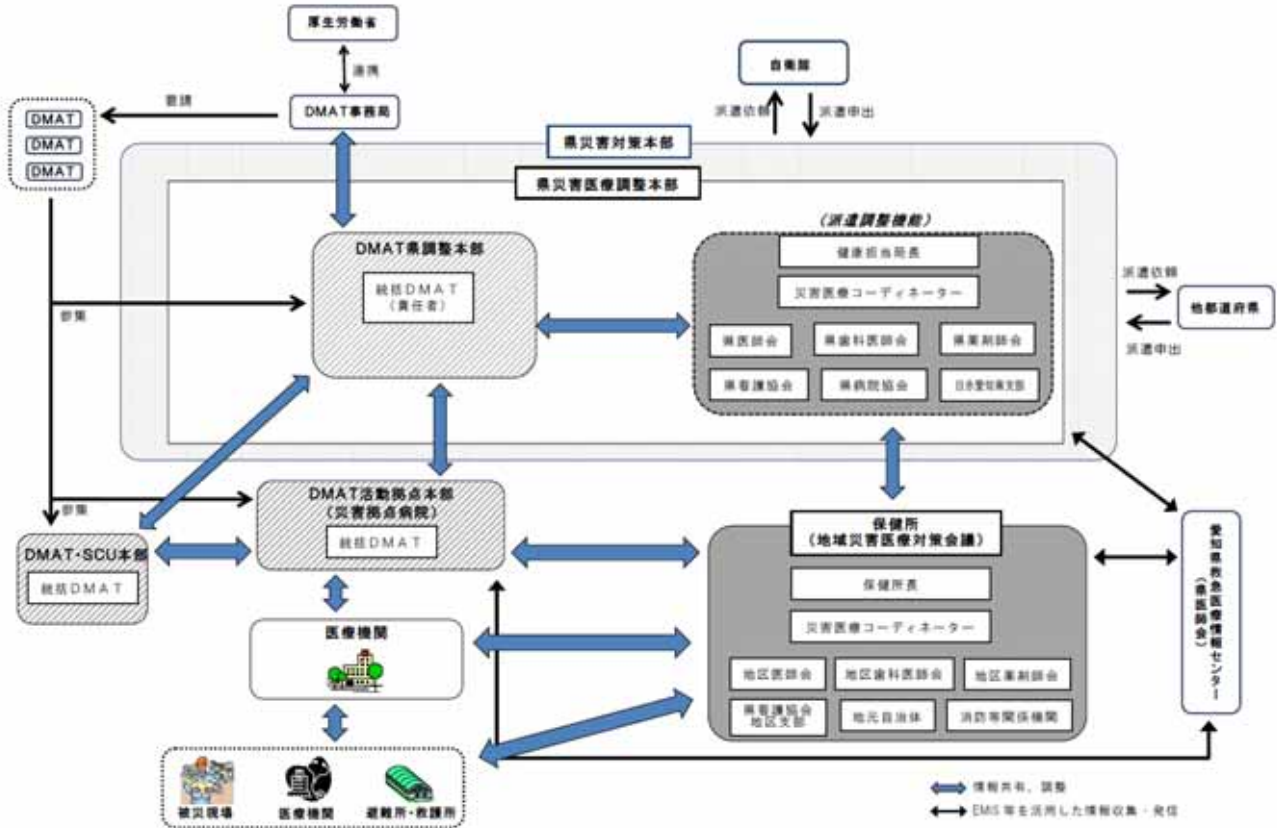 厚生労働省
連携
自衛隊
要請
DMAT事務局
派遣依頼
派遣申出
DMAT
DMAT
DMAT
県災害対策本部
県災害医療調整本部
(派遣調整機能)
DMAT県調整本部
健康担当局長
統括DMAT
(責任者)
災害医療コーディネーター
派遣依頼
参集
他都道府県
県医師会
県歯科医師会
県薬剤師会
派遣申出
県看護協会
県病院協会
日赤愛知県支部
DMAT活動拠点本部
(災害拠点病院)
参集
統括DMAT
保健所
(地域災害医療対策会議)
DMAT・SCU本部
統括DMAT
保健所長
愛知県救急医療情報センター
(県医師会)
医療機関
災害医療コーディネーター
地区医師会
地区歯科医師会
地区薬剤師会
県看護協会
地区支部
地元自治体
消防等関係機関
被災現場
医療機関
避難所・救護所
情報共有、調整
EMIS等を活用した情報収集・発信